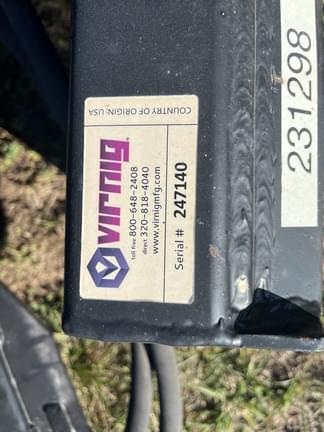 VIRNIG
toll free 800-648-2408
direct 320-818-4040
www.virnigmfg.com
Serial # 247140
COUNTRY OF ORIGIN: USA
231298